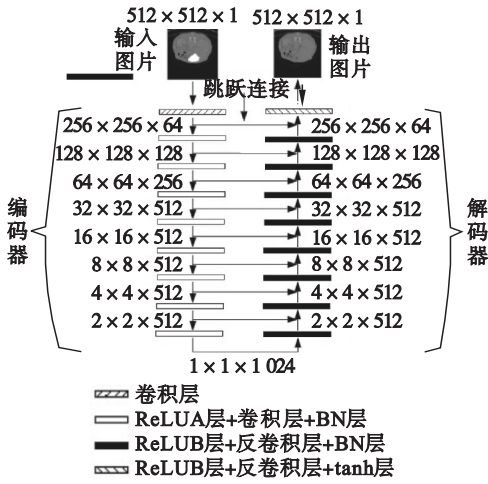 512×512×1 512×512×1
输入图片 输出图片
跳跃连接
256×256×64 256×256×64
128×128×128 128×128×128
64×64×256 64×64×256
32×32×512 32×32×512
16×16×512 16×16×512
8×8×512 8×8×512
4×4×512 4×4×512
2×2×512 2×2×512
编码器 解码器
1×1×1 024
卷积层
ReLUA层+卷积层+BN层
ReLUB层+反卷积层+BN层
ReLUB层+反卷积层+tanh层